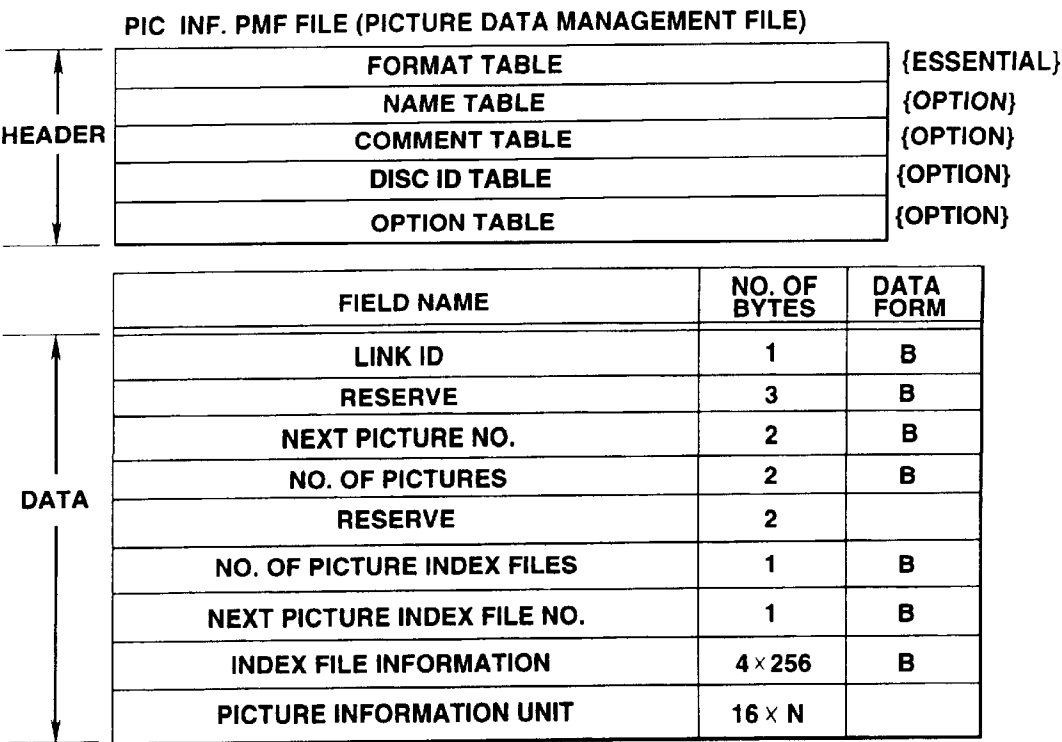 PIC INF. PMF FILE (PICTURE DATA MANAGEMENT FILE)
FORMAT TABLE {ESSENTIAL}
NAME TABLE {OPTION}
HEADER COMMENT TABLE {OPTION}
DISC ID TABLE {OPTION}
OPTION TABLE {OPTION}
FIELD NAME NO. OF BYTES DATA FORM
LINK ID 1 B
RESERVE 3 B
NEXT PICTURE NO. 2 B
NO. OF PICTURES 2 B
DATA
RESERVE 2
NO. OF PICTURE INDEX FILES 1 B
NEXT PICTURE INDEX FILE NO. 1 B
INDEX FILE INFORMATION 4 × 256 B
PICTURE INFORMATION UNIT 16 × N